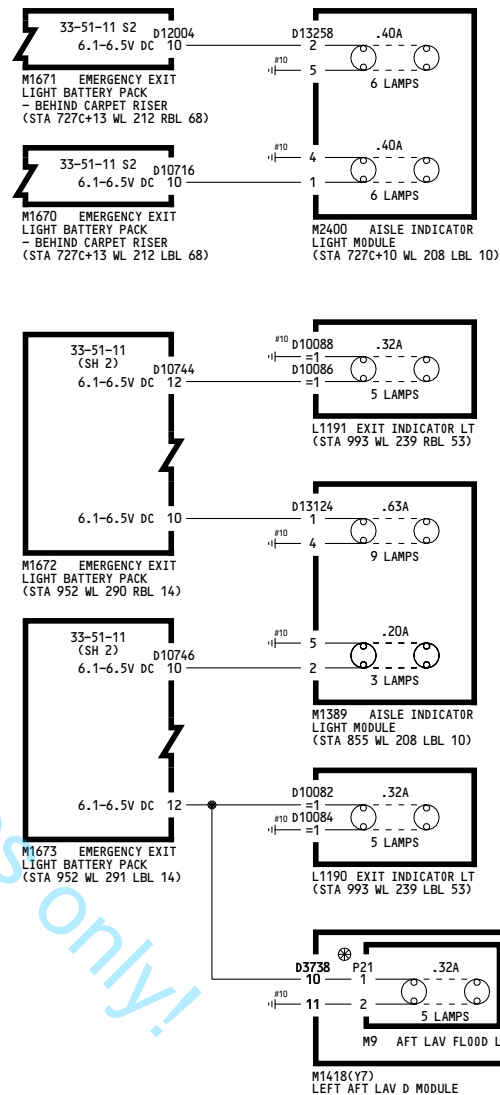 33-51-11 S2
D12004
6.1-6.5V DC 10
M1671 EMERGENCY EXIT
LIGHT BATTERY PACK
- BEHIND CARPET RISER
(STA 727C+13 WL 212 RBL 68)
D13258
2
.40A
#10
5
6 LAMPS
33-51-11 S2
D10716
6.1-6.5V DC 10
M1670 EMERGENCY EXIT
LIGHT BATTERY PACK
- BEHIND CARPET RISER
(STA 727C+13 WL 212 LBL 68)
#10
4
.40A
1
6 LAMPS
M2400 AISLE INDICATOR
LIGHT MODULE
(STA 727C+10 WL 208 LBL 10)
33-51-11
(SH 2)
D10744
6.1-6.5V DC 12
#10 D10088
=1
.32A
D10086
=1
5 LAMPS
L1191 EXIT INDICATOR LT
(STA 993 WL 239 RBL 53)
6.1-6.5V DC 10
M1672 EMERGENCY EXIT
LIGHT BATTERY PACK
(STA 952 WL 290 RBL 14)
D13124
1
.63A
#10
4
9 LAMPS
33-51-11
(SH 2)
D10746
6.1-6.5V DC 10
#10
5
.20A
2
3 LAMPS
M1389 AISLE INDICATOR
LIGHT MODULE
(STA 855 WL 208 LBL 10)
6.1-6.5V DC 12
M1673 EMERGENCY EXIT
LIGHT BATTERY PACK
(STA 952 WL 291 LBL 14)
D10082
=1
.32A
#10 D10084
=1
5 LAMPS
L1190 EXIT INDICATOR LT
(STA 993 WL 239 LBL 53)
D3738 P21
10 1
.32A
#10
11 2
5 LAMPS
M9 AFT LAV FLOOD L
M1418(Y7)
LEFT AFT LAV D MODULE
only!